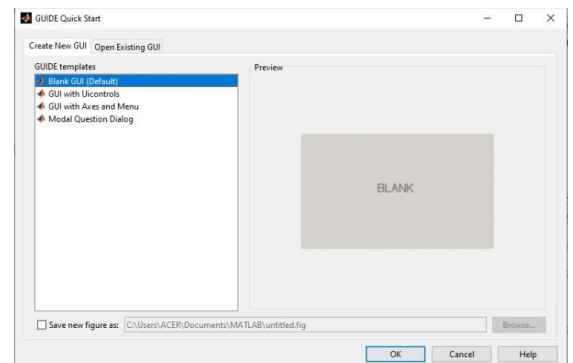 GUIDE Quick Start
Create New GUI Open Existing GUI
GUIDE templates
Blank GUI (Default)
GUI with Uicontrols
GUI with Axes and Menu
Modal Question Dialog
Preview
BLANK
Save new figure as: C:\Users\ACER\Documents\MATLAB\untitled.fig Browse...
OK Cancel Help